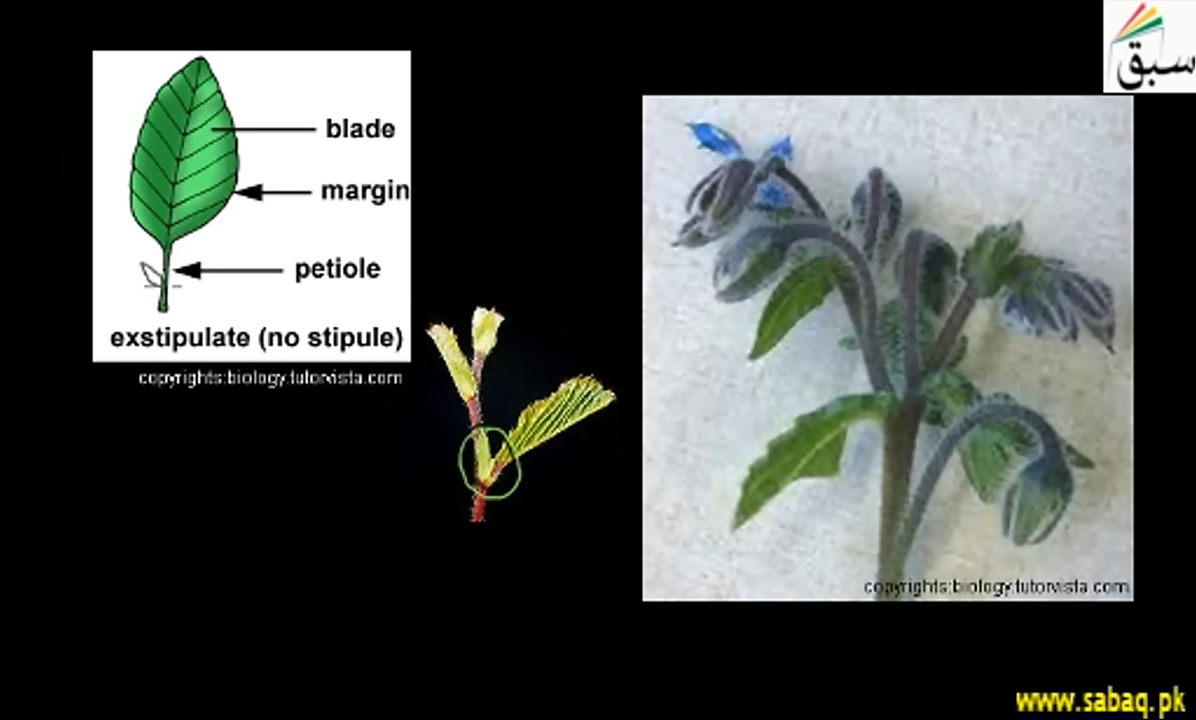 سبق
blade
margin
petiole
exstipulate (no stipule)
copyrights:biology.tutorvista.com
copyrights:biology.tutorvista.com
www.sabaq.pk